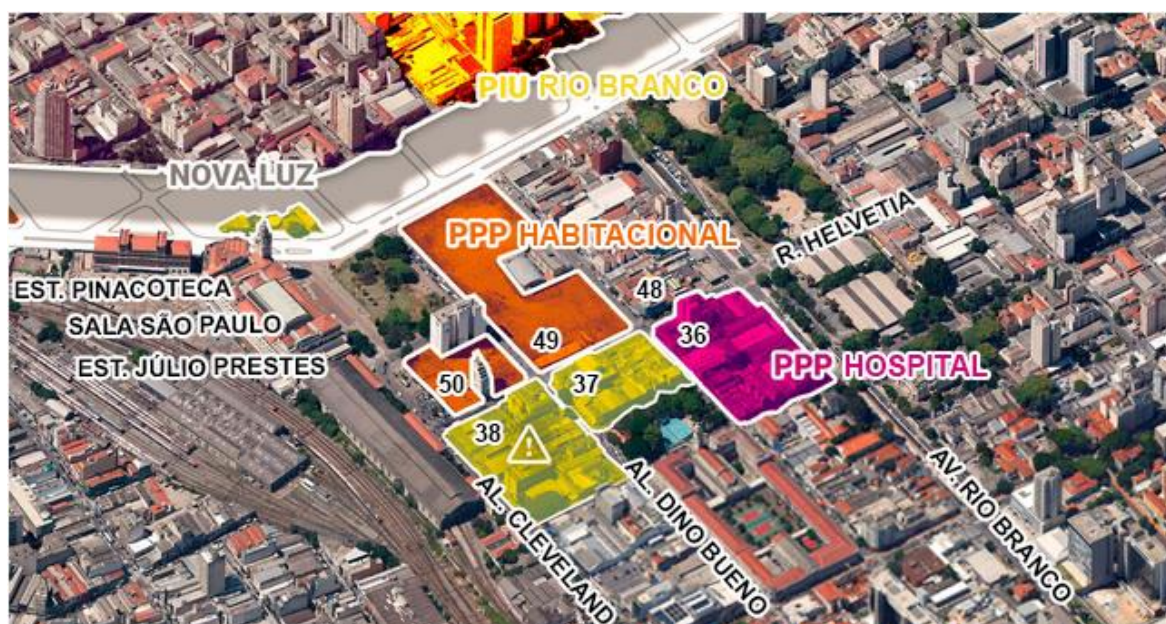 PIU RIO BRANCO
NOVA LUZ
PPP HABITACIONAL
R. HELVETIA
EST. PINACOTECA
SALA SÃO PAULO
EST. JÚLIO PRESTES
48
36
49
37
PPP HOSPITAL
50
38
!
AL. CLEVELAND
AL. DINO BUENO
AV. RIO BRANCO